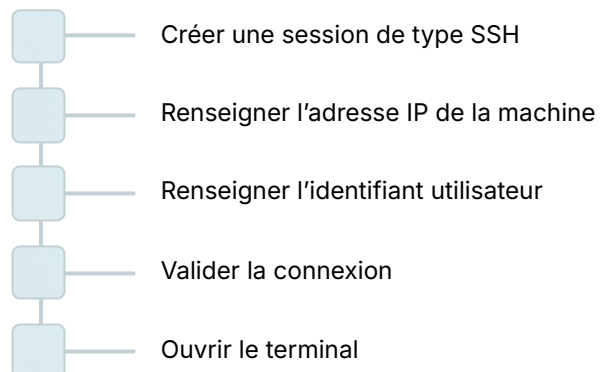 Créer une session de type SSH
Renseigner l’adresse IP de la machine
Renseigner l’identifiant utilisateur
Valider la connexion
Ouvrir le terminal